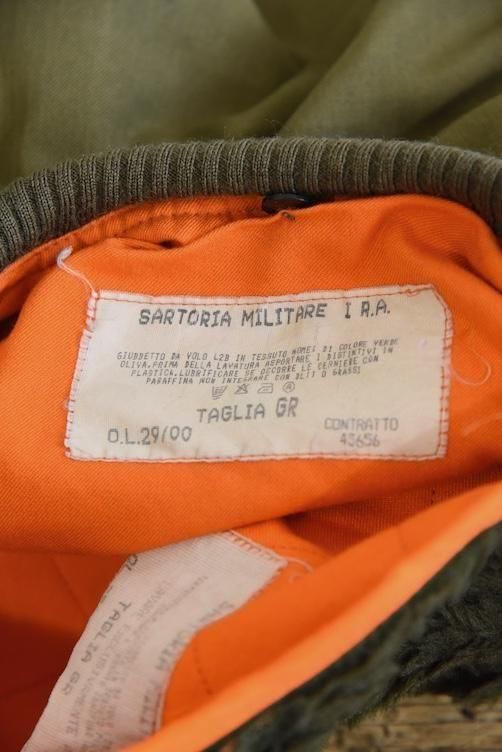 SARTORIA MILITARE I R.A.
GIUBBETTO DA VOLO L2B IN TESSUTO NOMEX DI COLORE VERDE
OLIVA.PRIMA DELLA LAVATURA ASPORTARE I DISTINTIVI IN
PLASTICA.LUBRIFICARE SE OCCORRE LE CERNIERE CON
PARAFFINA NON INTEGRARE CON OLII O GRASSI
TAGLIA GR
D.L.29/00
CONTRATTO
43656
SARTORIA
TAGLIA GR